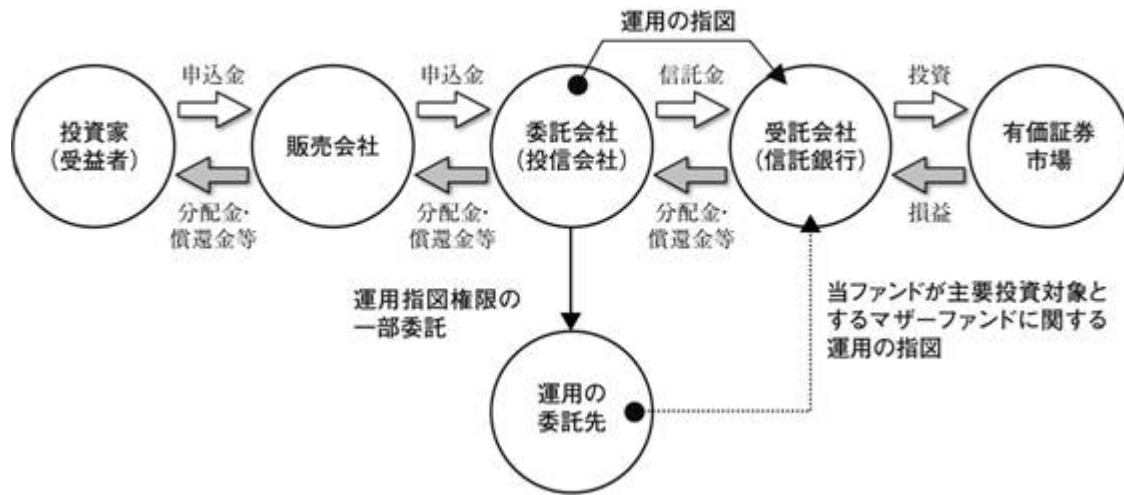 運用の指図
申込金
申込金
信託金
投資
投資家
(受益者)
販売会社
委託会社
(投信会社)
受託会社
(信託銀行)
有価証券
市場
分配金・
償還金等
分配金・
償還金等
分配金・
償還金等
損益
運用指図権限の
一部委託
当ファンドが主要投資対象と
するマザーファンドに関する
運用の指図
運用の
委託先